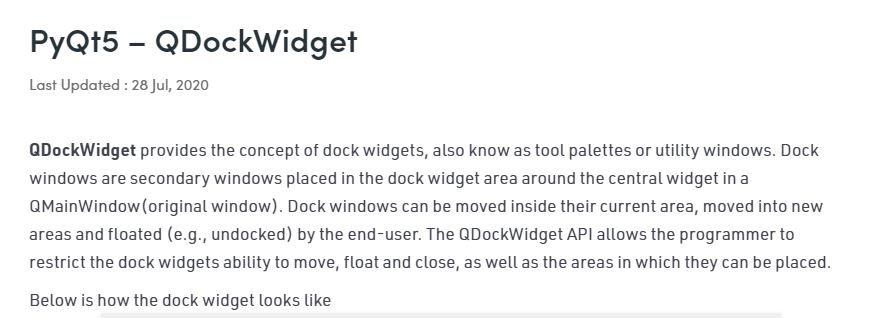 PyQt5 – QDockWidget
Last Updated : 28 Jul, 2020
QDockWidget provides the concept of dock widgets, also know as tool palettes or utility windows. Dock
windows are secondary windows placed in the dock widget area around the central widget in a
QMainWindow(original window). Dock windows can be moved inside their current area, moved into new
areas and floated (e.g., undocked) by the end-user. The QDockWidget API allows the programmer to
restrict the dock widgets ability to move, float and close, as well as the areas in which they can be placed.
Below is how the dock widget looks like